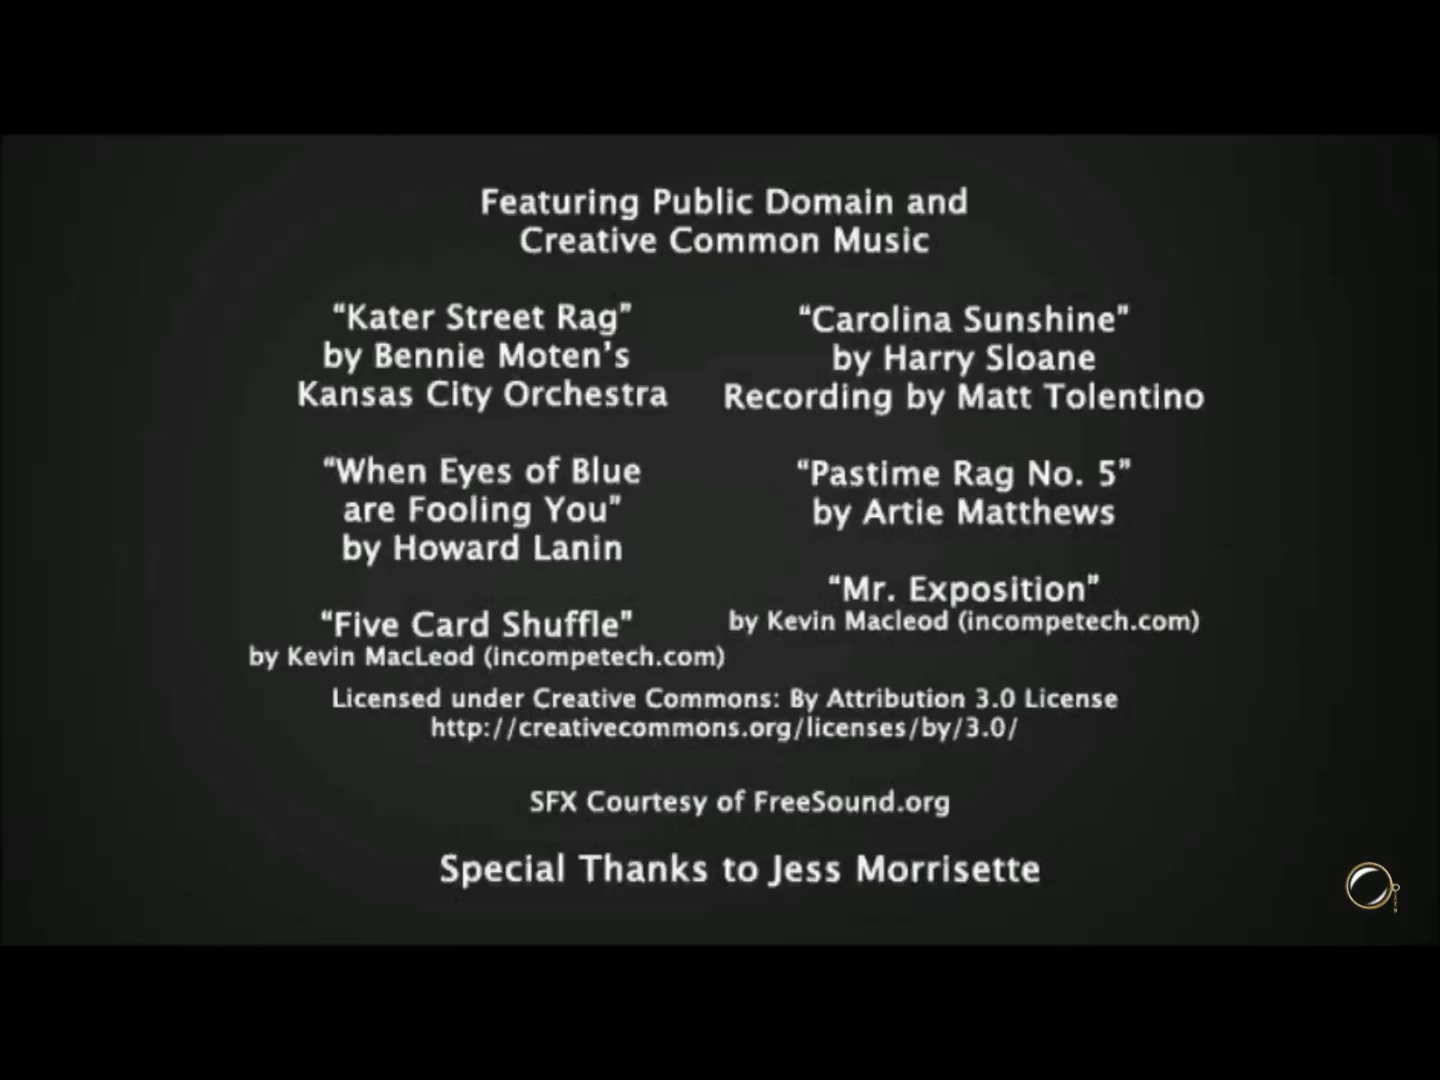 Featuring Public Domain and
Creative Common Music
“Kater Street Rag”
by Bennie Moten’s
Kansas City Orchestra
“When Eyes of Blue
are Fooling You”
by Howard Lanin
“Five Card Shuffle”
by Kevin MacLeod (incompetech.com)
“Carolina Sunshine”
by Harry Sloane
Recording by Matt Tolentino
“Pastime Rag No. 5”
by Artie Matthews
“Mr. Exposition”
by Kevin Macleod (incompetech.com)
Licensed under Creative Commons: By Attribution 3.0 License
http://creativecommons.org/licenses/by/3.0/
SFX Courtesy of FreeSound.org
Special Thanks to Jess Morrisette